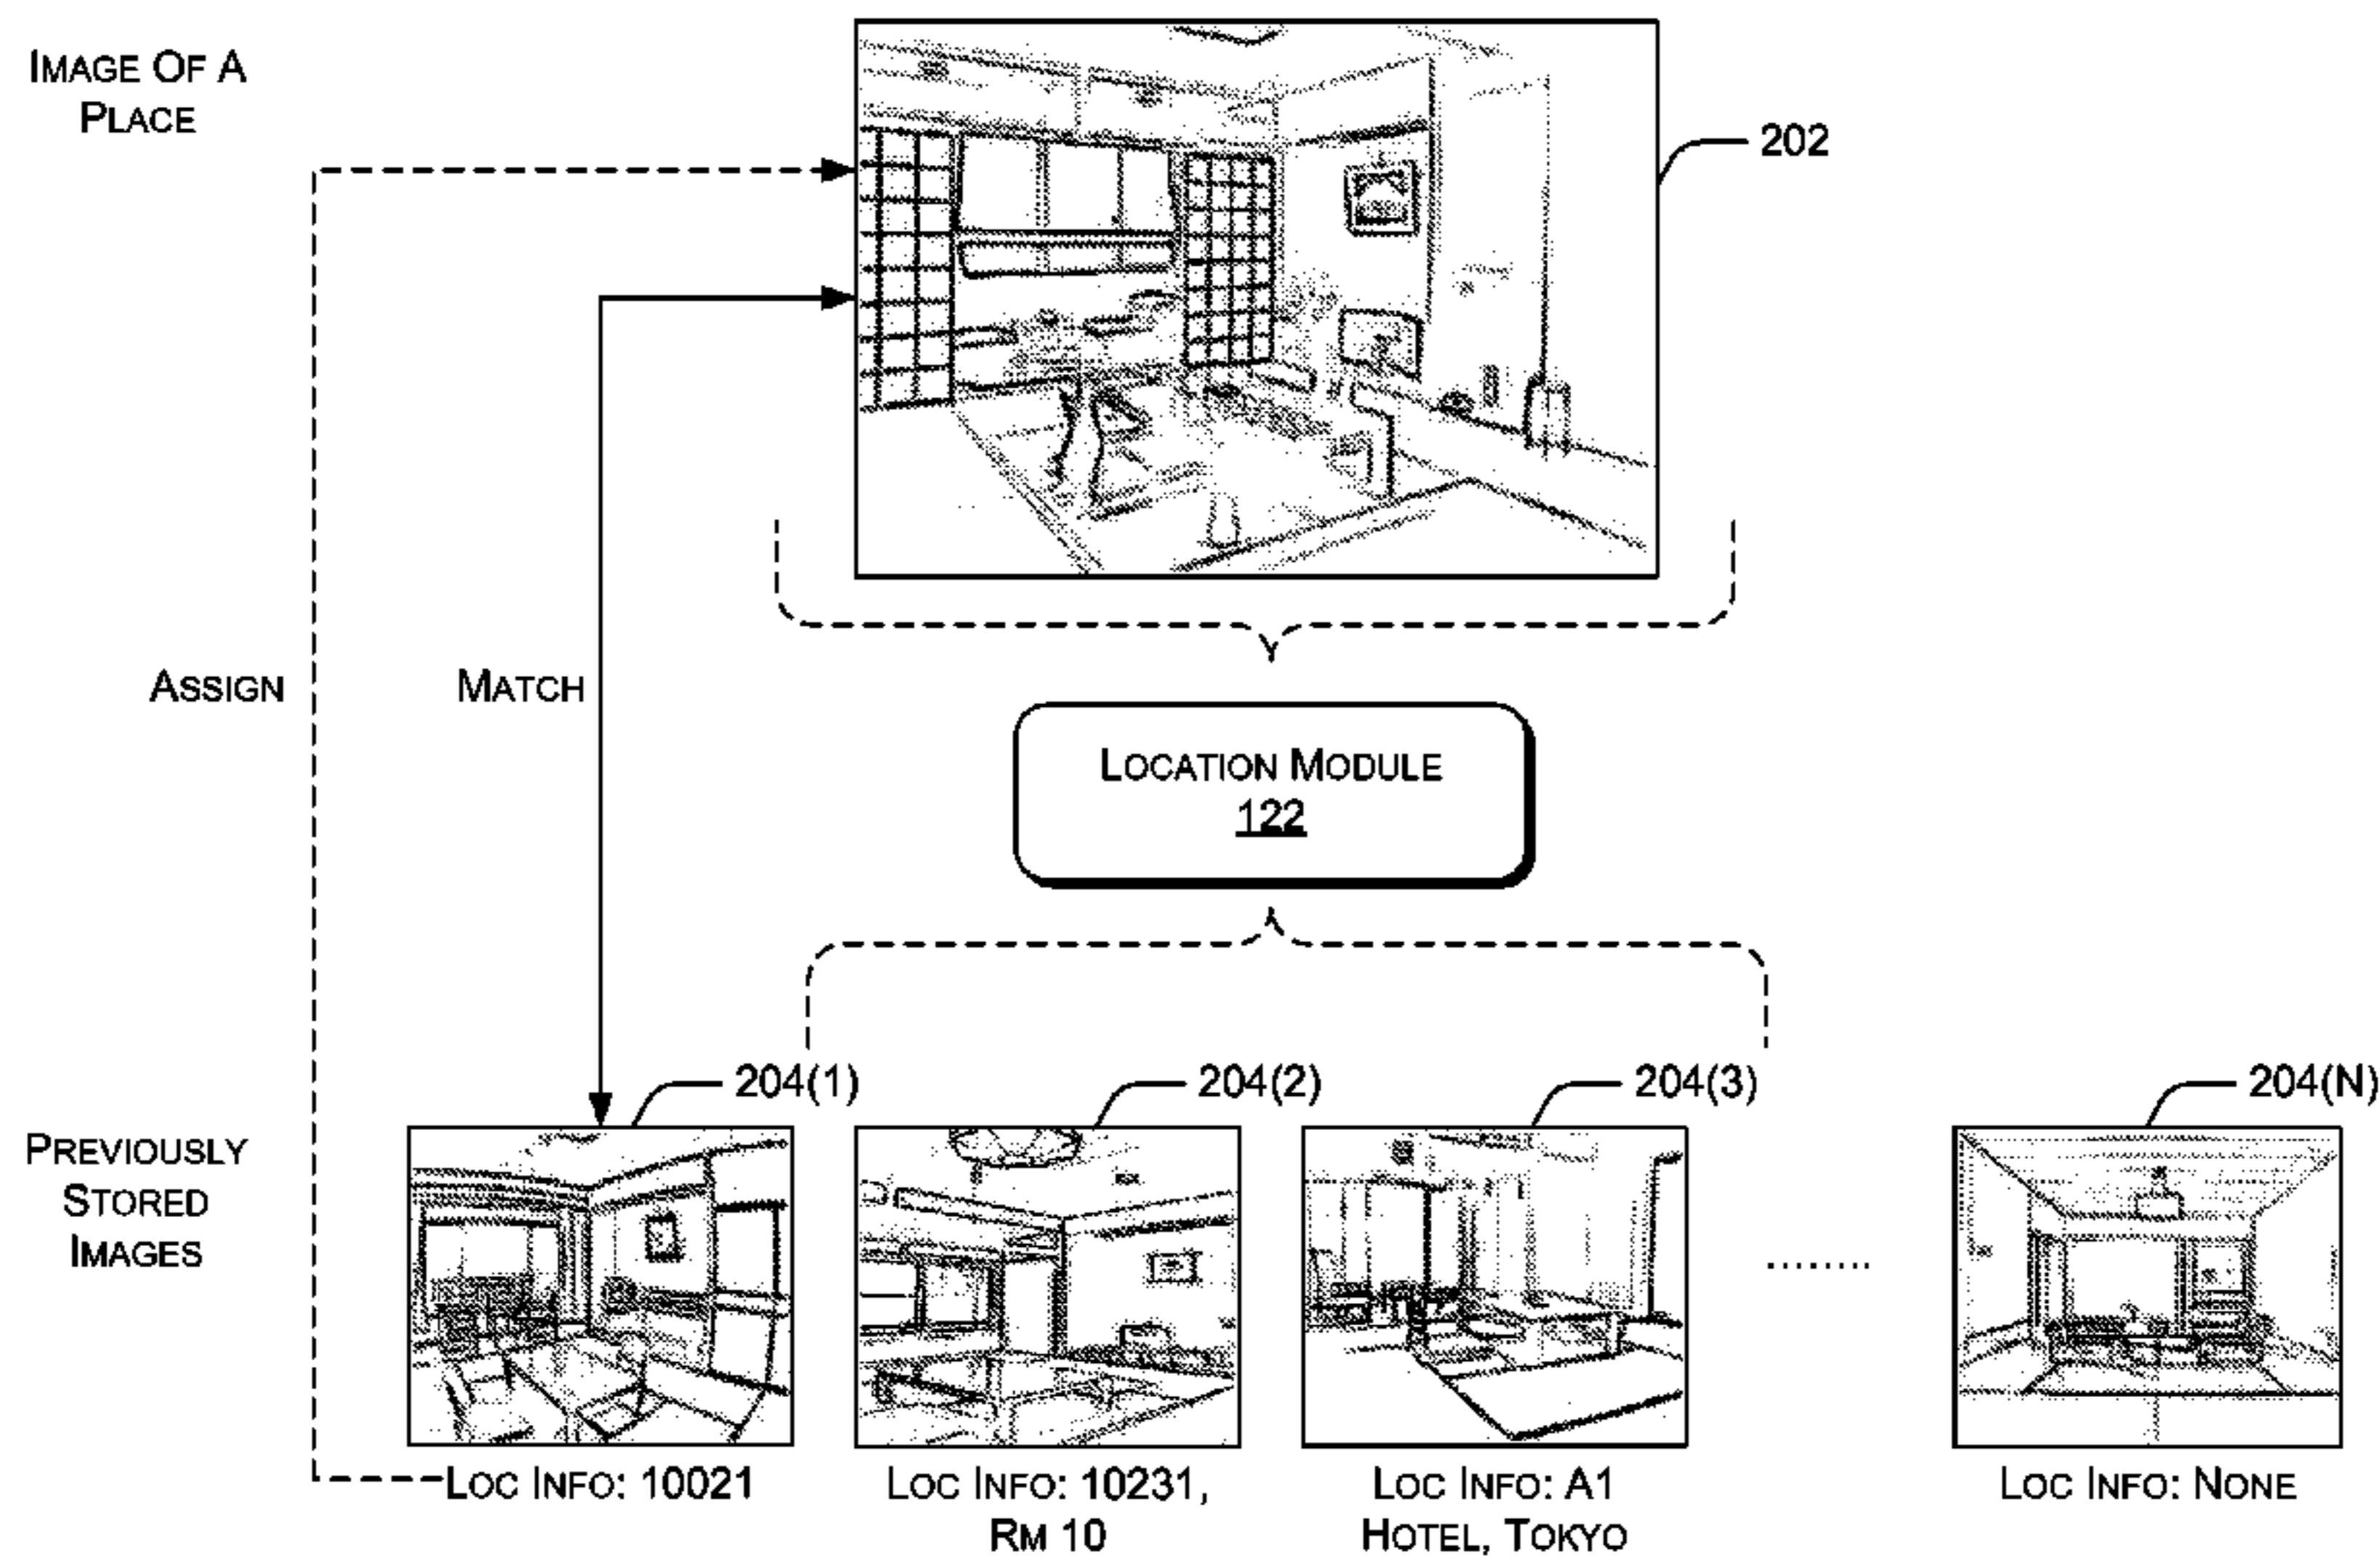 IMAGE OF A
PLACE
202
ASSIGN
MATCH
LOCATION MODULE
122
204(1)
204(2)
204(3)
204(N)
PREVIOUSLY
STORED
IMAGES
LOC INFO: 10021
LOC INFO: 10231,
RM 10
LOC INFO: A1
HOTEL, TOKYO
LOC INFO: NONE